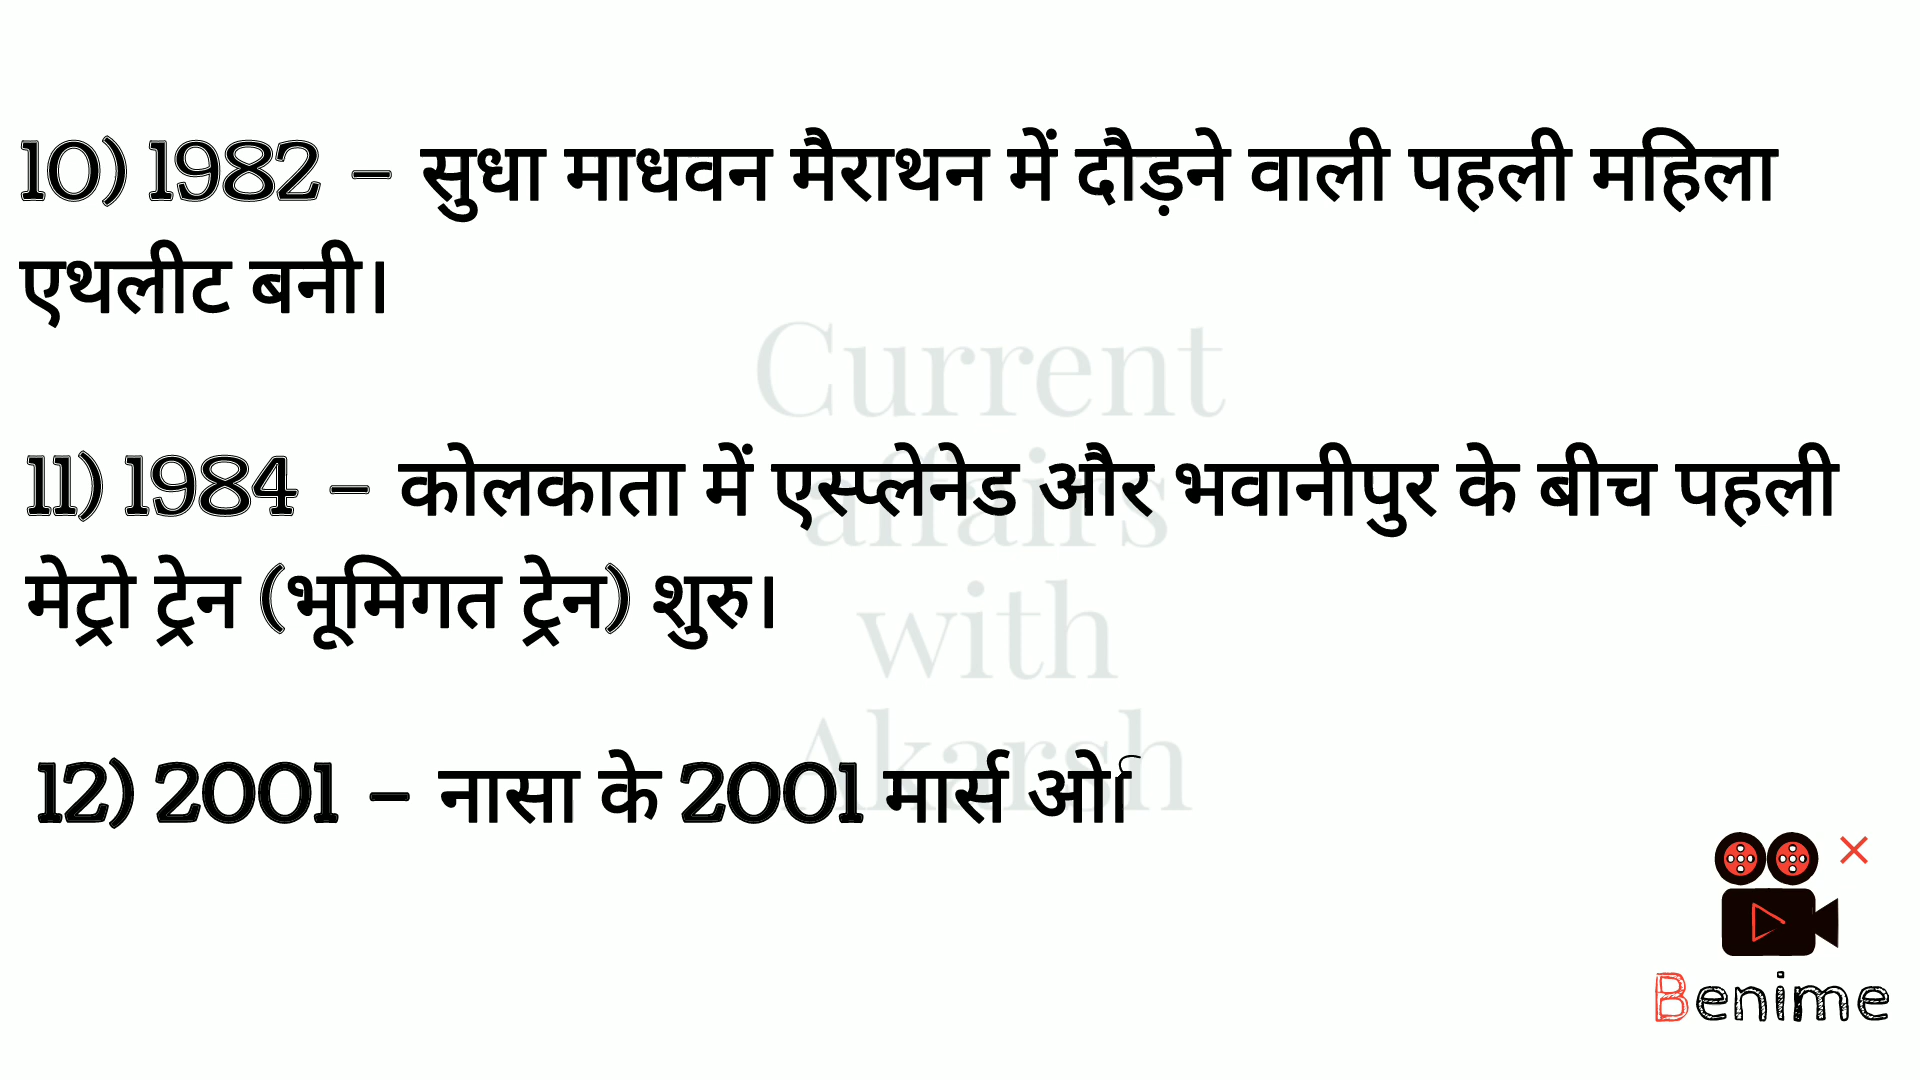 10) 1982 – सुधा माधवन मैराथन में दौड़ने वाली पहली महिला
एथलीट बनी।
11) 1984 – कोलकाता में एस्प्लेनेड और भवानीपुर के बीच पहली
मेट्रो ट्रेन (भूमिगत ट्रेन) शुरु।
12) 2001 – नासा के 2001 मार्स
Current
affairs
with
Akarsh
Benime